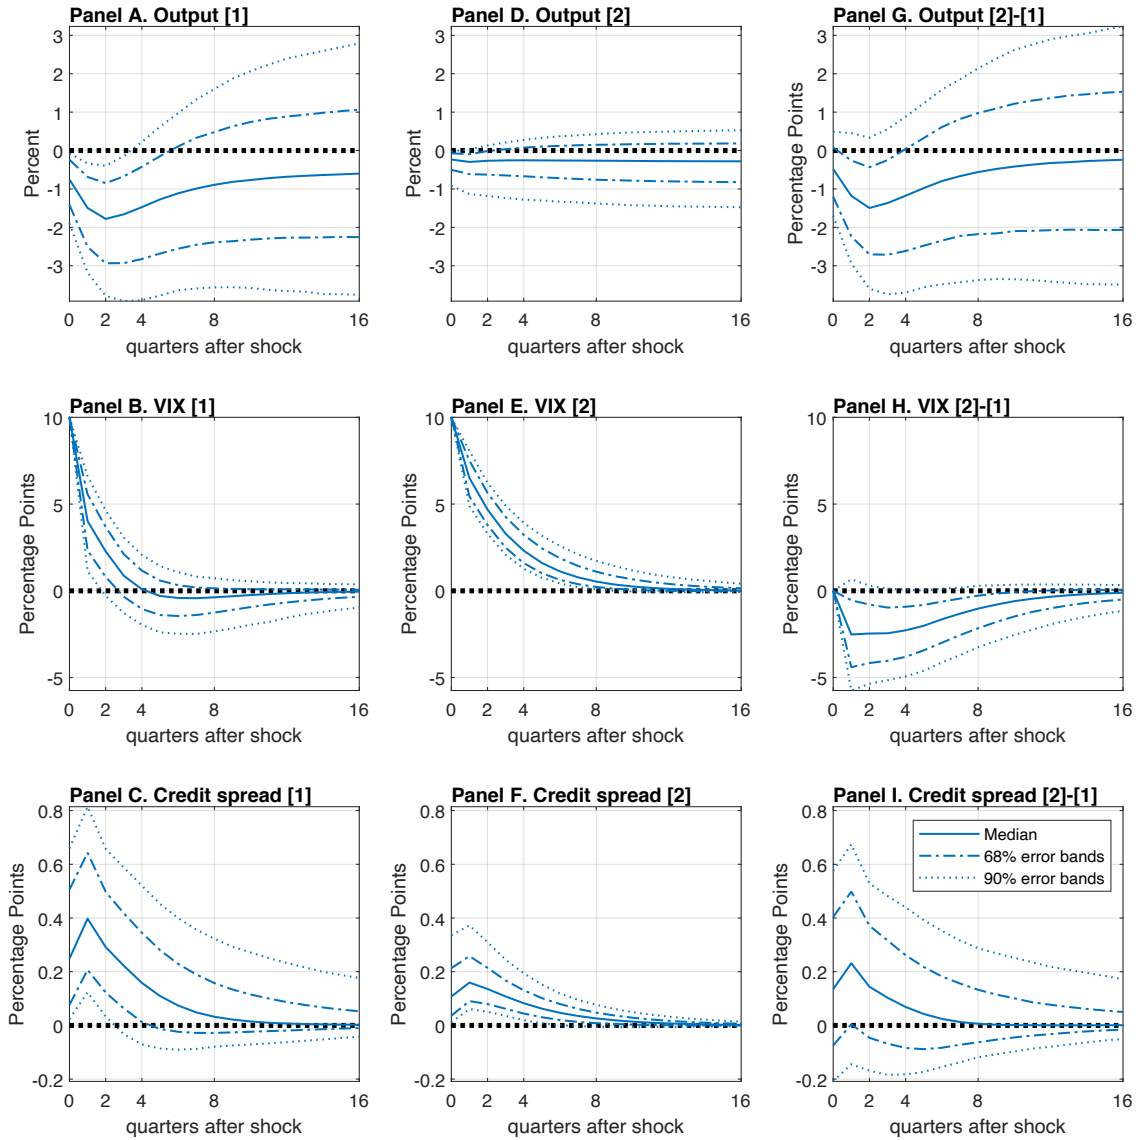 Panel A. Output [1]
3
2
1
0
-1
-2
-3
Percent
0 2 4 8 16
quarters after shock
Panel D. Output [2]
3
2
1
0
-1
-2
-3
Percent
0 2 4 8 16
quarters after shock
Panel G. Output [2]-[1]
3
2
1
0
-1
-2
-3
Percentage Points
0 2 4 8 16
quarters after shock
Panel B. VIX [1]
10
5
0
-5
Percentage Points
0 2 4 8 16
quarters after shock
Panel E. VIX [2]
10
5
0
-5
Percentage Points
0 2 4 8 16
quarters after shock
Panel H. VIX [2]-[1]
10
5
0
-5
Percentage Points
0 2 4 8 16
quarters after shock
Panel C. Credit spread [1]
0.8
0.6
0.4
0.2
0
-0.2
Percentage Points
0 2 4 8 16
quarters after shock
Panel F. Credit spread [2]
0.8
0.6
0.4
0.2
0
-0.2
Percentage Points
0 2 4 8 16
quarters after shock
Panel I. Credit spread [2]-[1]
0.8
0.6
0.4
0.2
0
-0.2
Percentage Points
Median
68% error bands
90% error bands
0 2 4 8 16
quarters after shock